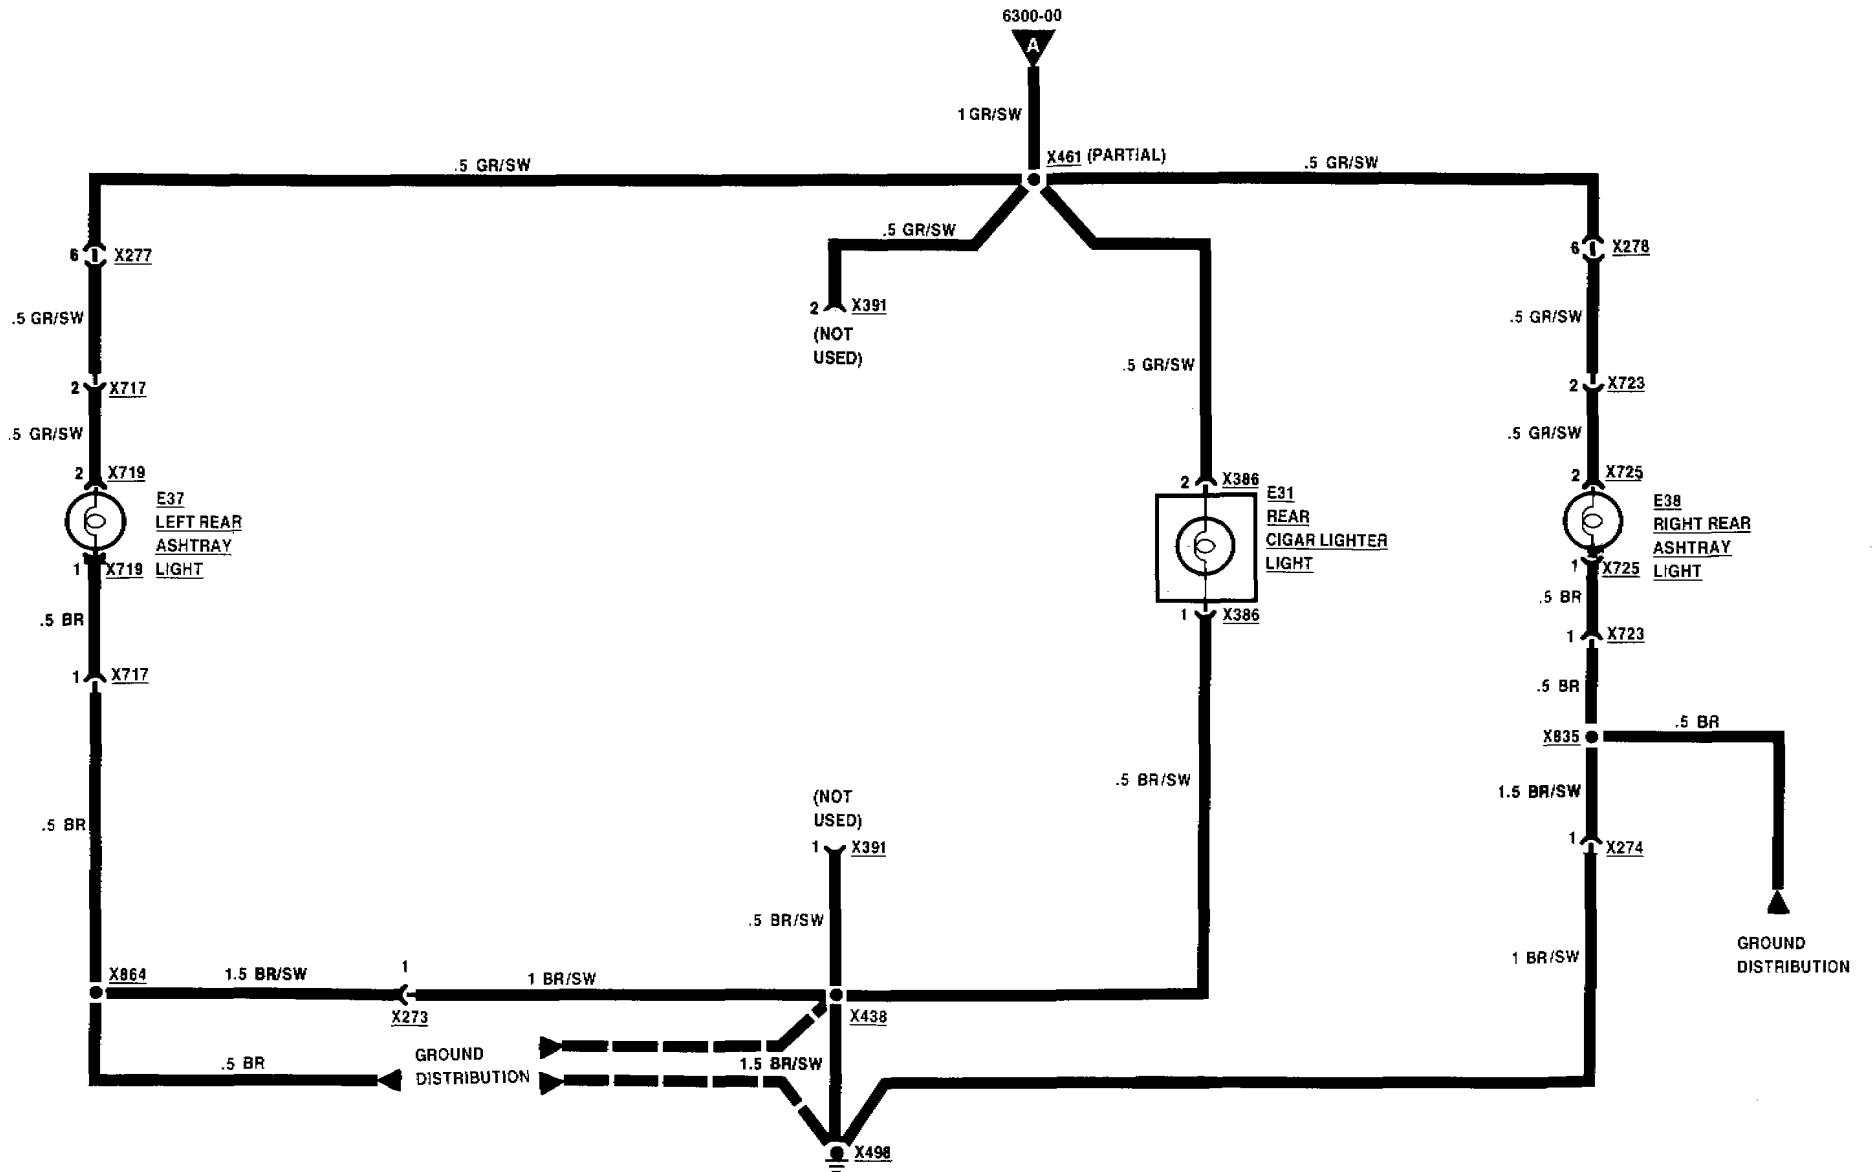 6300-00
A
1 GR/SW
X461 (PARTIAL)
.5 GR/SW
.5 GR/SW
.5 GR/SW
6 X277
6 X278
2 X391
(NOT
USED)
.5 GR/SW
.5 GR/SW
.5 GR/SW
2 X717
2 X723
.5 GR/SW
.5 GR/SW
2 X719
2 X386
2 X725
E37
LEFT REAR
ASHTRAY
LIGHT
1 X719
E31
REAR
CIGAR LIGHTER
LIGHT
1 X386
E38
RIGHT REAR
ASHTRAY
LIGHT
1 X725
.5 BR
.5 BR
1 X717
1 X723
.5 BR
X835
.5 BR
.5 BR/SW
1.5 BR/SW
(NOT
USED)
1 X391
.5 BR
1 X274
.5 BR/SW
1 BR/SW
GROUND
DISTRIBUTION
X864
1.5 BR/SW
1
X273
1 BR/SW
X438
GROUND
DISTRIBUTION
.5 BR
1.5 BR/SW
X498